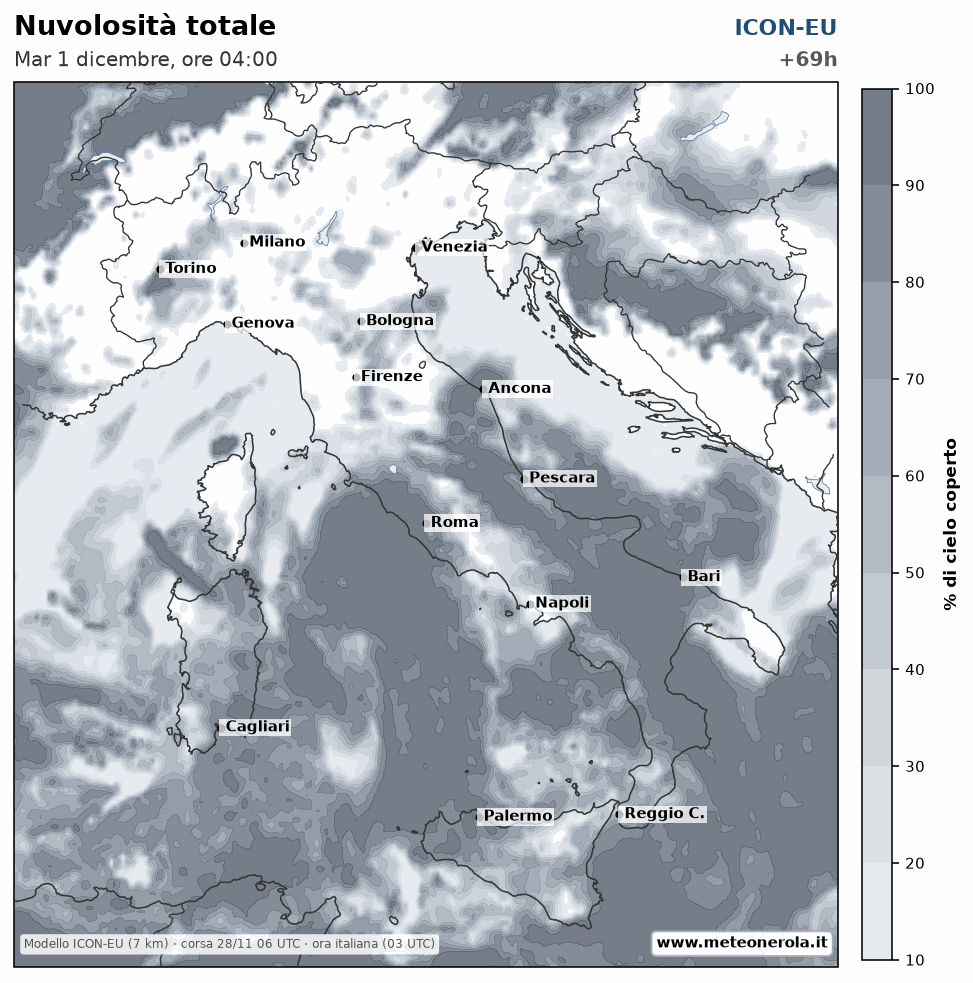 Nuvolosità totale
ICON-EU
Mar 1 dicembre, ore 04:00
+69h
Milano
Venezia
Torino
Genova
Bologna
Firenze
Ancona
Pescara
Roma
Bari
Napoli
Cagliari
Palermo
Reggio C.
100
90
80
70
60
50
40
30
20
10
% di cielo coperto
Modello ICON-EU (7 km) · corsa 28/11 06 UTC · ora italiana (03 UTC)
www.meteonerola.it